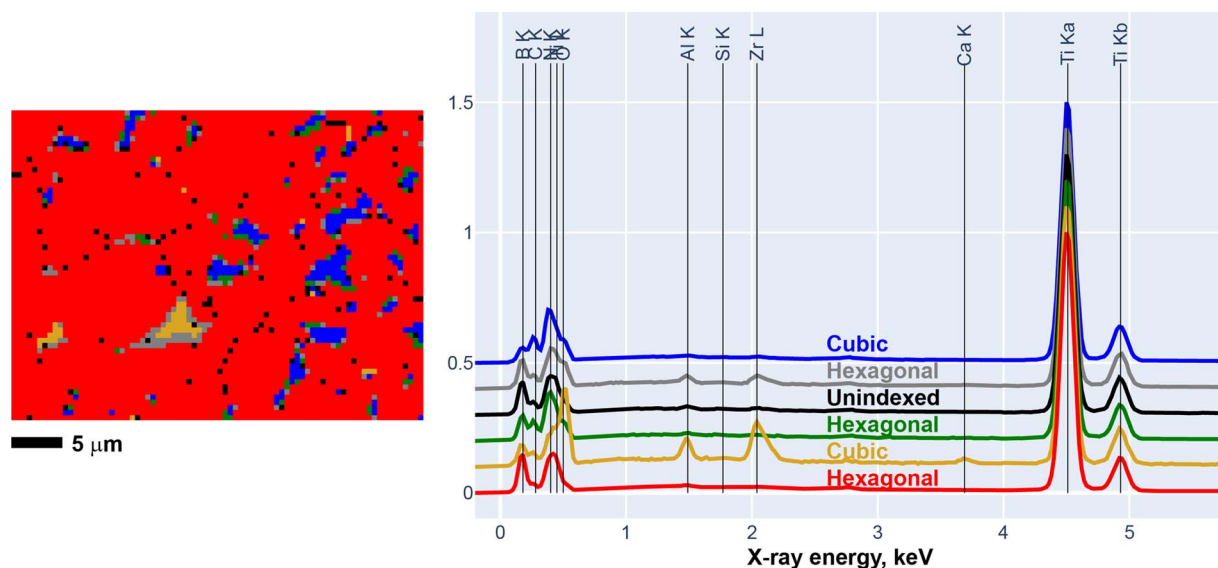 5 μm
B K
C K
N K
O K
Al K
Si K
Zr L
Ca K
Ti Ka
Ti Kb
1.5
1
0.5
0
Cubic
Hexagonal
Unindexed
Hexagonal
Cubic
Hexagonal
0
1
2
3
4
5
X-ray energy, keV